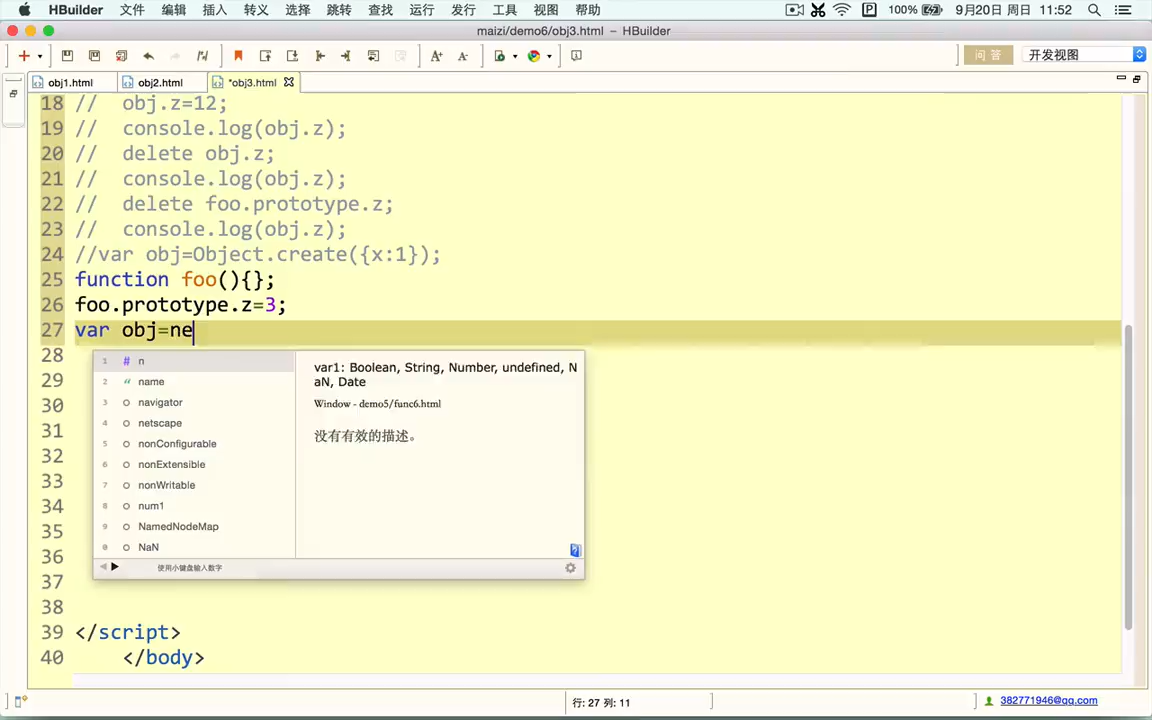 HBuilder 文件 编辑 插入 转义 选择 跳转 查找 运行 发行 工具 视图 帮助 100% 9月20日 周日 11:52
maizi/demo6/obj3.html – HBuilder
A+ A- 问答 开发视图
obj1.html obj2.html *obj3.html
18 // obj.z=12;
19 // console.log(obj.z);
20 // delete obj.z;
21 // console.log(obj.z);
22 // delete foo.prototype.z;
23 // console.log(obj.z);
24 //var obj=Object.create({x:1});
25 function foo(){};
26 foo.prototype.z=3;
27 var obj=ne
28
29
30
31
32
33
34
35
36
37
38
39 </script>
40 </body>
1 # n
2 “ name
3 navigator
4 netscape
5 nonConfigurable
6 nonExtensible
7 nonWritable
8 num1
9 NamedNodeMap
0 NaN
使用小键盘输入数字
var1: Boolean, String, Number, undefined, N
aN, Date
Window - demo5/func6.html
没有有效的描述。
行: 27 列: 11
382771946@qq.com